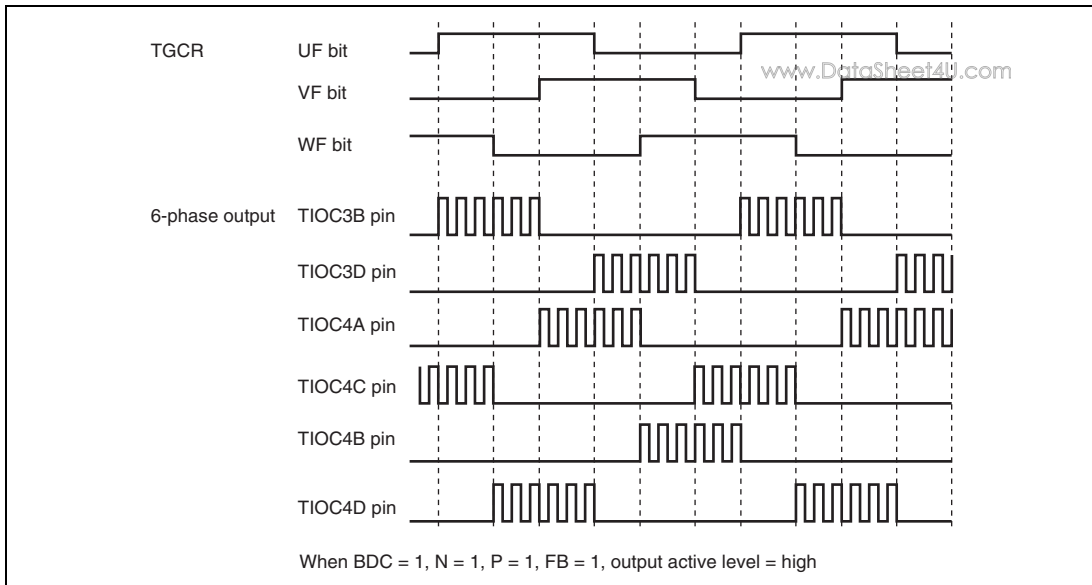 TGCR UF bit
www.DataSheet4U.com
VF bit
WF bit
6-phase output TIOC3B pin
TIOC3D pin
TIOC4A pin
TIOC4C pin
TIOC4B pin
TIOC4D pin
When BDC = 1, N = 1, P = 1, FB = 1, output active level = high